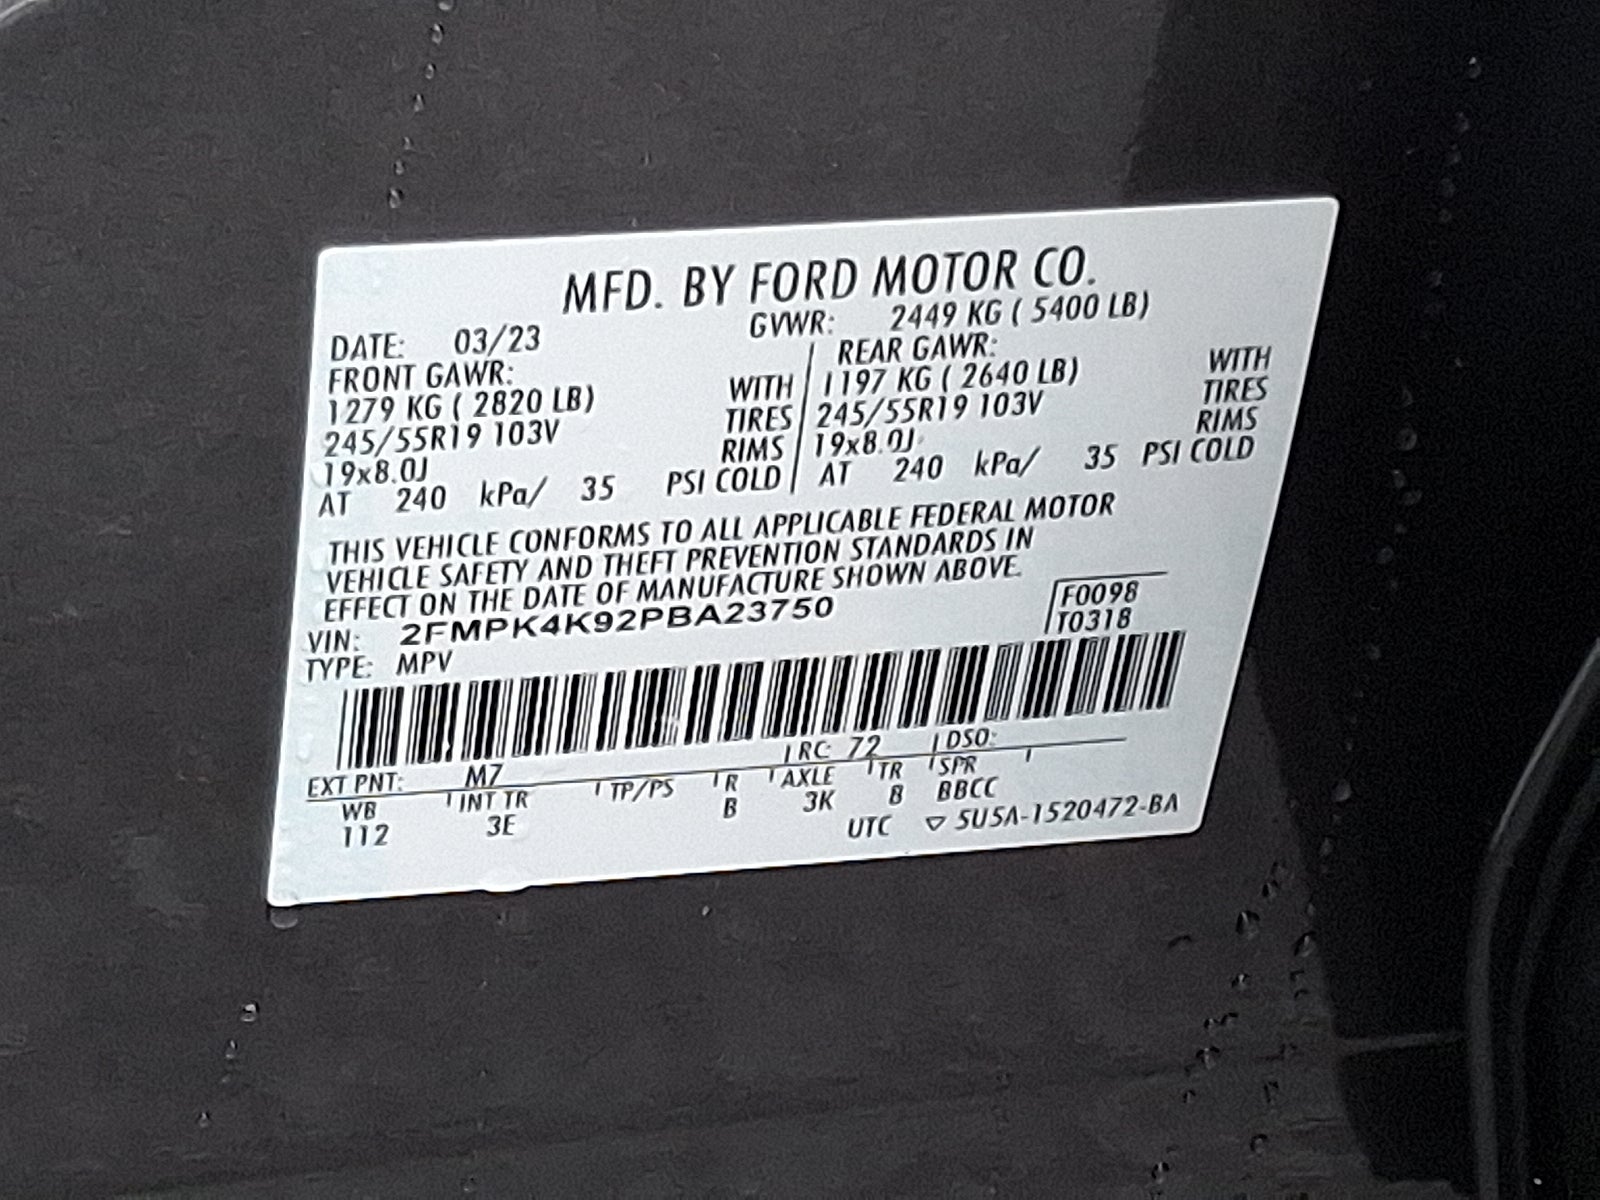 MFD. BY FORD MOTOR CO.
DATE: 03/23 GVWR: 2449 KG ( 5400 LB)
FRONT GAWR: REAR GAWR:
1279 KG ( 2820 LB) WITH 1197 KG ( 2640 LB) WITH
245/55R19 103V TIRES 245/55R19 103V TIRES
19x8.0J RIMS 19x8.0J RIMS
AT 240 kPa/ 35 PSI COLD AT 240 kPa/ 35 PSI COLD
THIS VEHICLE CONFORMS TO ALL APPLICABLE FEDERAL MOTOR
VEHICLE SAFETY AND THEFT PREVENTION STANDARDS IN
EFFECT ON THE DATE OF MANUFACTURE SHOWN ABOVE.
VIN: 2FMPK4K92PBA23750 F0098
TYPE: MPV T0318
EXT PNT: M7 RC: 72 DSO:
WB INT TR TP/PS R AXLE TR SPR
112 3E B 3K B BBCC
UTC ▽ 5U5A-1520472-BA